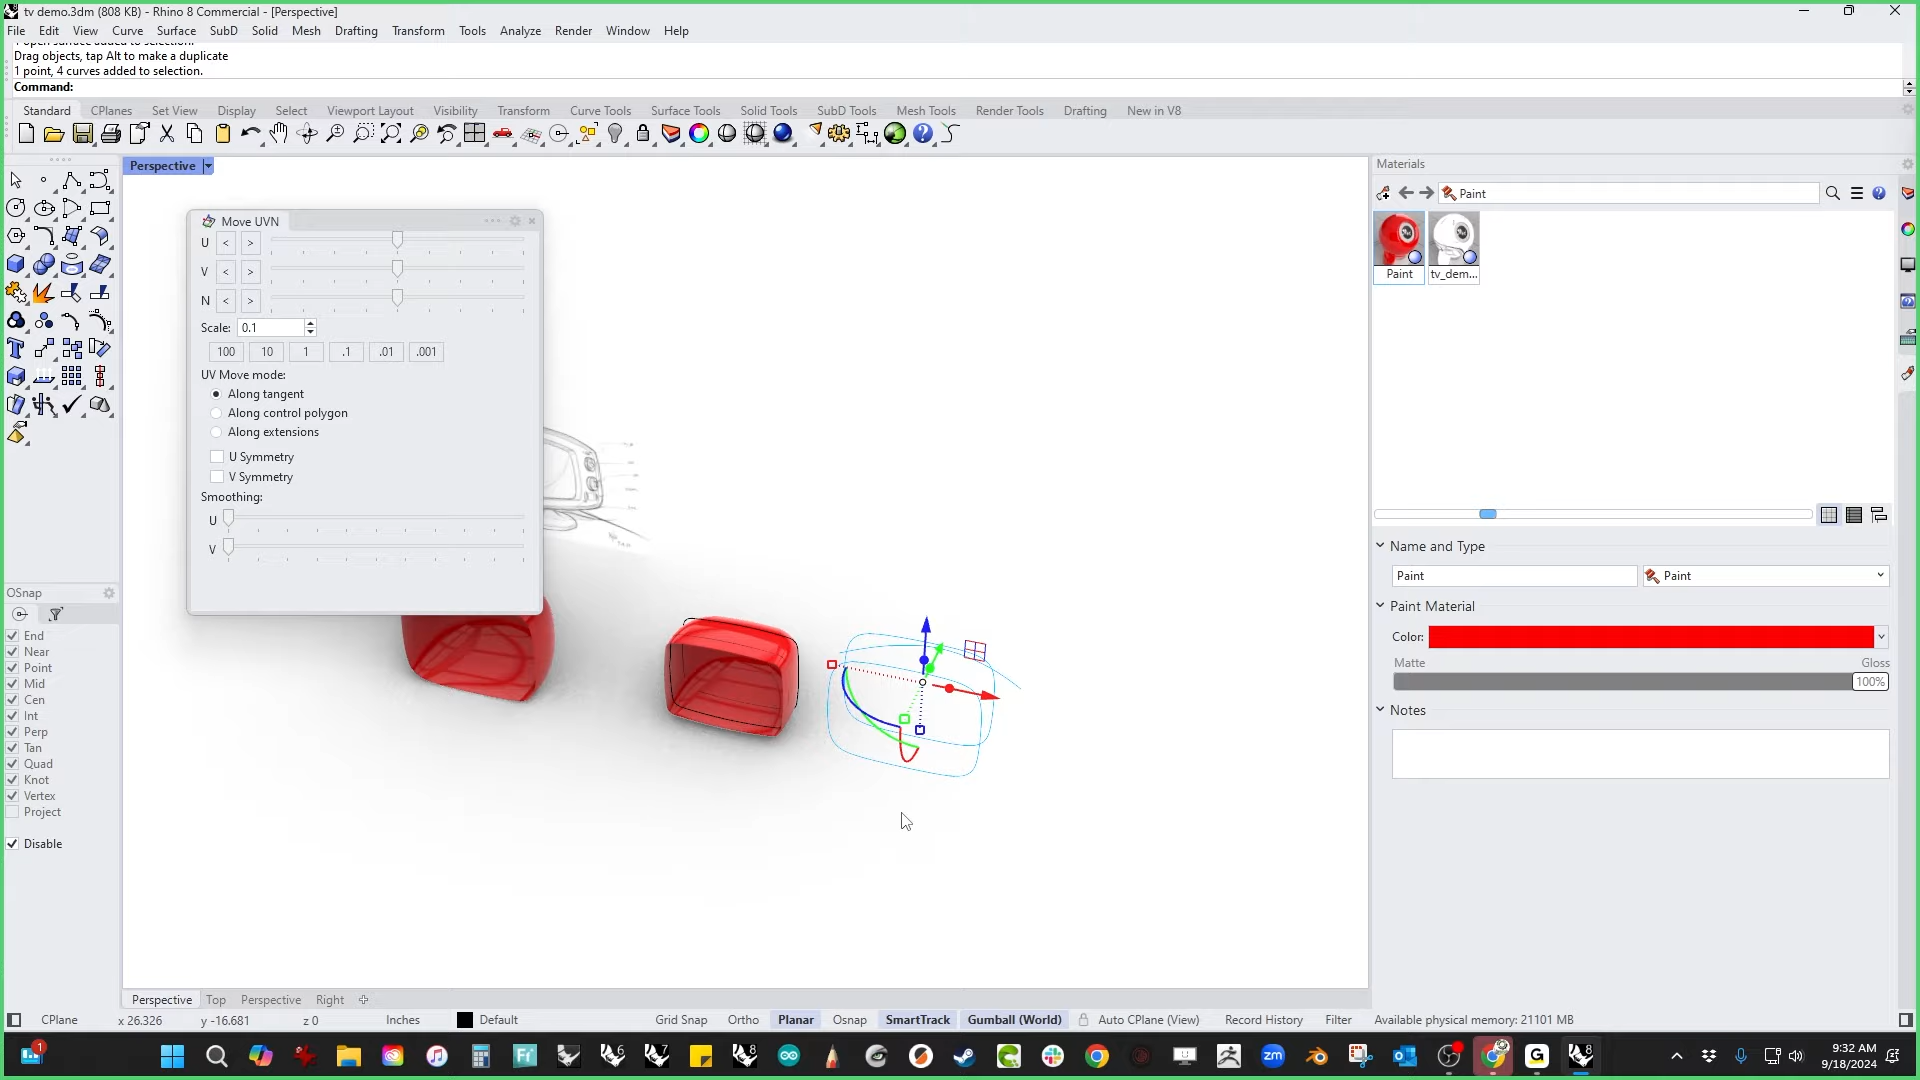 tv demo.3dm (808 KB) - Rhino 8 Commercial - [Perspective]
File Edit View Curve Surface SubD Solid Mesh Drafting Transform Tools Analyze Render Window Help
1 open surface added to selection.
Drag objects, tap Alt to make a duplicate
1 point, 4 curves added to selection.
Command:
Standard CPlanes Set View Display Select Viewport Layout Visibility Transform Curve Tools Surface Tools Solid Tools SubD Tools Mesh Tools Render Tools Drafting New in V8
Perspective
Move UVN
U < >
V < >
N < >
Scale: 0.1
100 10 1 .1 .01 .001
UV Move mode:
Along tangent
Along control polygon
Along extensions
U Symmetry
V Symmetry
Smoothing:
U
V
Materials
Paint
Paint tv_dem...
Name and Type
Paint Paint
Paint Material
Color:
Matte Gloss
100%
Notes
OSnap
End
Near
Point
Mid
Cen
Int
Perp
Tan
Quad
Knot
Vertex
Project
Disable
Perspective Top Perspective Right
CPlane x 26.326 y -16.681 z 0 Inches Default Grid Snap Ortho Planar Osnap SmartTrack Gumball (World) Auto CPlane (View) Record History Filter Available physical memory: 21101 MB
9:32 AM
9/18/2024